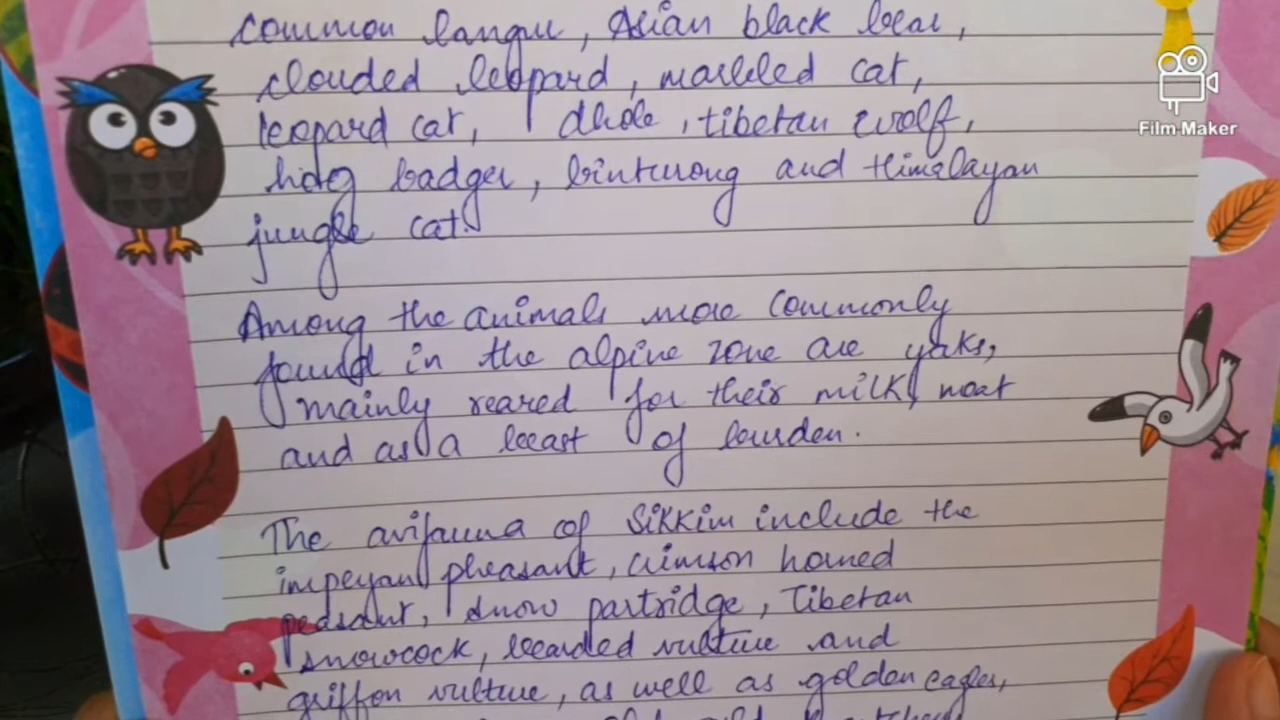 common langur, Asian black bear,
clouded leopard, marbled cat,
leopard cat, dhole, tibetan wolf,
hog badger, binturong and Himalayan
jungle cat.
Among the animals more commonly
found in the alpine zone are yaks,
mainly reared for their milk, meat
and as a beast of burden.
The avifauna of Sikkim include the
impeyan pheasant, crimson horned
peasant, snow partridge, Tibetan
snowcock, bearded vulture and
griffon vulture, as well as golden eagles,
Film Maker